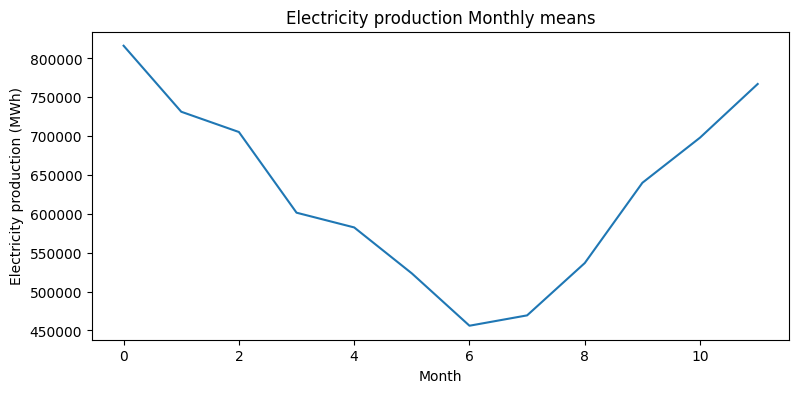 Electricity production Monthly means
Electricity production (MWh)
800000
750000
700000
650000
600000
550000
500000
450000
0 2 4 6 8 10
Month